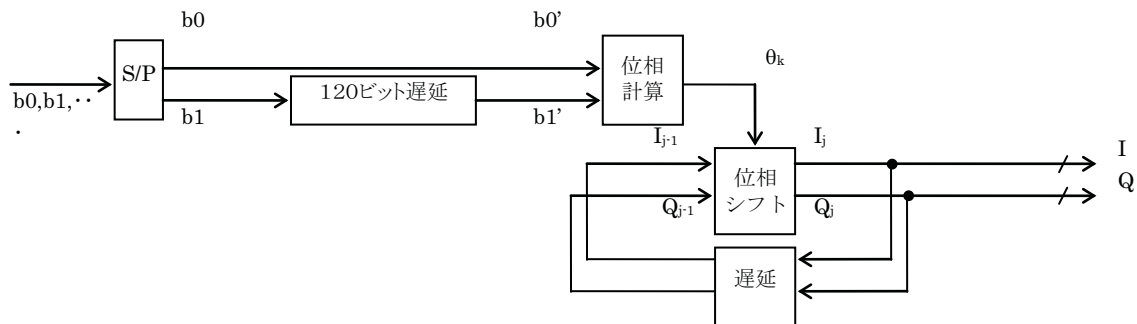 b0
b0’
S/P
b0,b1,・・
・
b1
120ビット遅延
b1’
位相
計算
θk
Ij-1
Ij
I
Qj-1
位相
シフト
Qj
Q
遅延